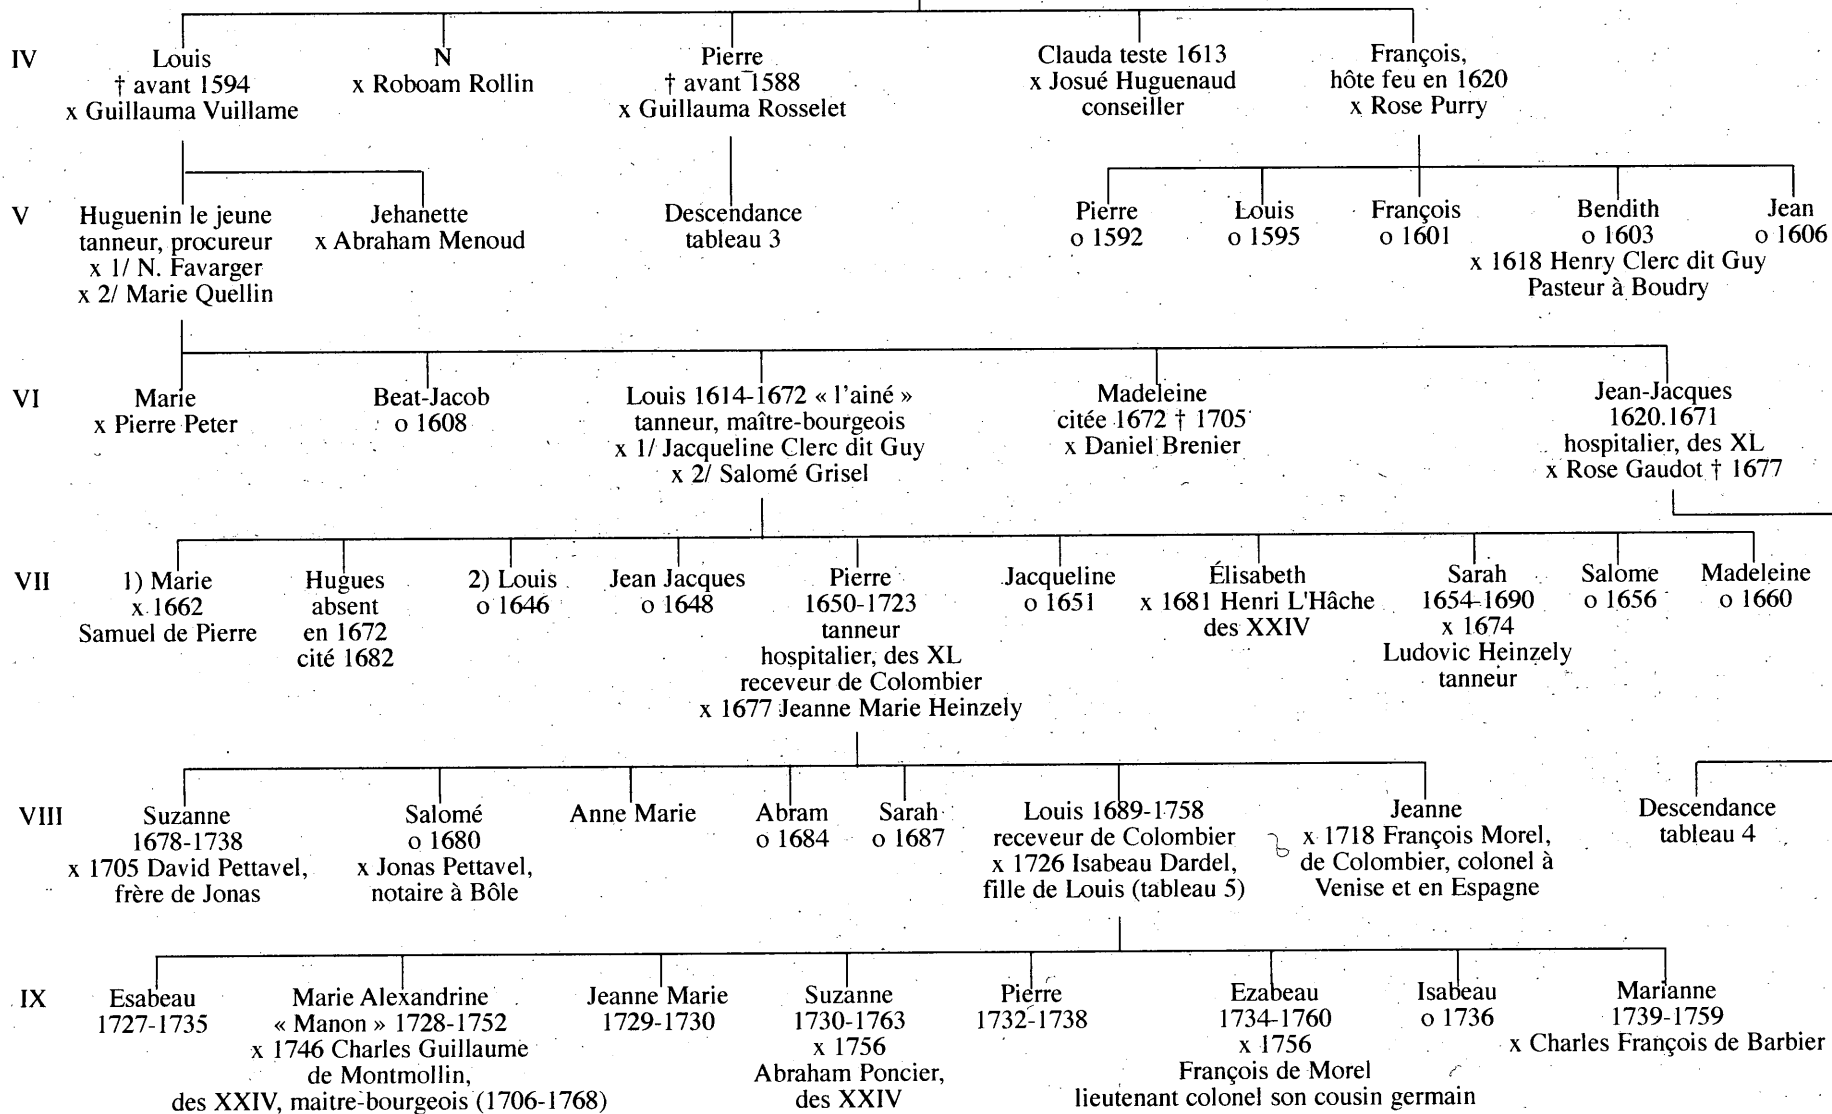 IV
Louis
† avant 1594
x Guillauma Vuillame
N
x Roboam Rollin
Pierre
† avant 1588
x Guillauma Rosselet
Clauda teste 1613
x Josué Huguenaud
conseiller
François,
hôte feu en 1620
x Rose Purry
V
Huguenin le jeune
tanneur, procureur
x 1/ N. Favarger
x 2/ Marie Quellin
Jehanette
x Abraham Menoud
Descendance
tableau 3
Pierre
o 1592
Louis
o 1595
François
o 1601
Bendith
o 1603
x 1618 Henry Clerc dit Guy
Pasteur à Boudry
Jean
o 1606
VI
Marie
x Pierre Peter
Beat-Jacob
o 1608
Louis 1614-1672 « l'ainé »
tanneur, maître-bourgeois
x 1/ Jacqueline Clerc dit Guy
x 2/ Salomé Grisel
Madeleine
citée 1672 † 1705
x Daniel Brenier
Jean-Jacques
1620.1671
hospitalier, des XL
x Rose Gaudot † 1677
VII
1) Marie
x 1662
Samuel de Pierre
Hugues
absent
en 1672
cité 1682
2) Louis
o 1646
Jean Jacques
o 1648
Pierre
1650-1723
tanneur
hospitalier, des XL
receveur de Colombier
x 1677 Jeanne Marie Heinzely
Jacqueline
o 1651
Élisabeth
x 1681 Henri L'Hâche
des XXIV
Sarah
1654-1690
x 1674
Ludovic Heinzely
tanneur
Salome
o 1656
Madeleine
o 1660
VIII
Suzanne
1678-1738
x 1705 David Pettavel,
frère de Jonas
Salomé
o 1680
x Jonas Pettavel,
notaire à Bôle
Anne Marie
Abram
o 1684
Sarah
o 1687
Louis 1689-1758
receveur de Colombier
x 1726 Isabeau Dardel,
fille de Louis (tableau 5)
Jeanne
x 1718 François Morel,
de Colombier, colonel à
Venise et en Espagne
Descendance
tableau 4
IX
Esabeau
1727-1735
Marie Alexandrine
« Manon » 1728-1752
x 1746 Charles Guillaume
de Montmollin,
des XXIV, maitre-bourgeois (1706-1768)
Jeanne Marie
1729-1730
Suzanne
1730-1763
x 1756
Abraham Poncier,
des XXIV
Pierre
1732-1738
Ezabeau
1734-1760
x 1756
François de Morel
lieutenant colonel son cousin germain
Isabeau
o 1736
Marianne
1739-1759
x Charles François de Barbier